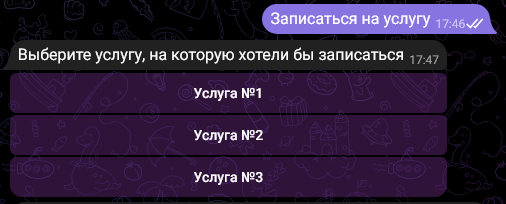 Записаться на услугу 17:46
Выберите услугу, на которую хотели бы записаться 17:47
Услуга №1
Услуга №2
Услуга №3